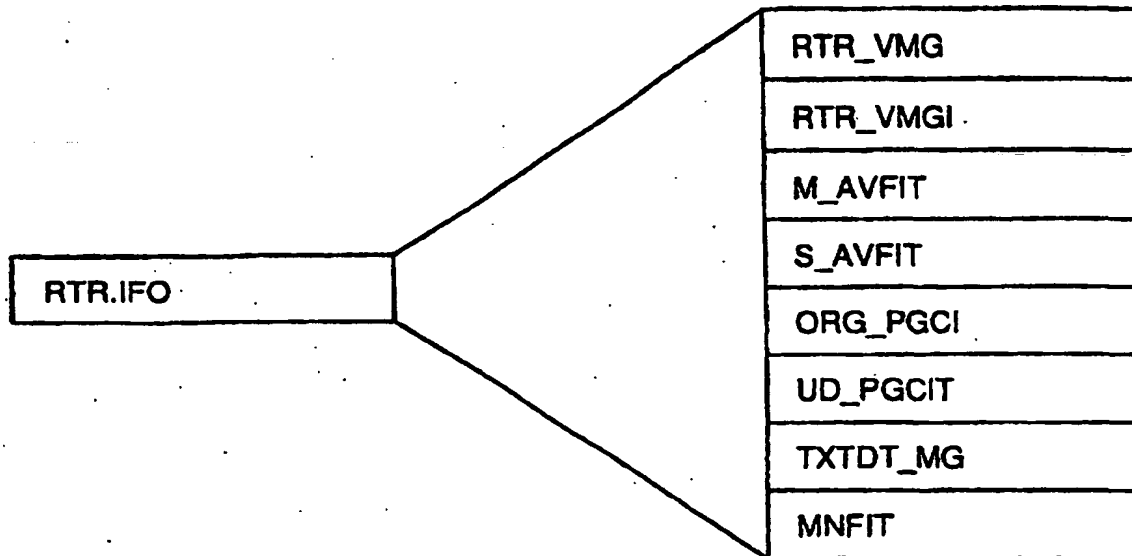 RTR.IFO
RTR_VMG
RTR_VMGI
M_AVFIT
S_AVFIT
ORG_PGCI
UD_PGCIT
TXTDT_MG
MNFIT